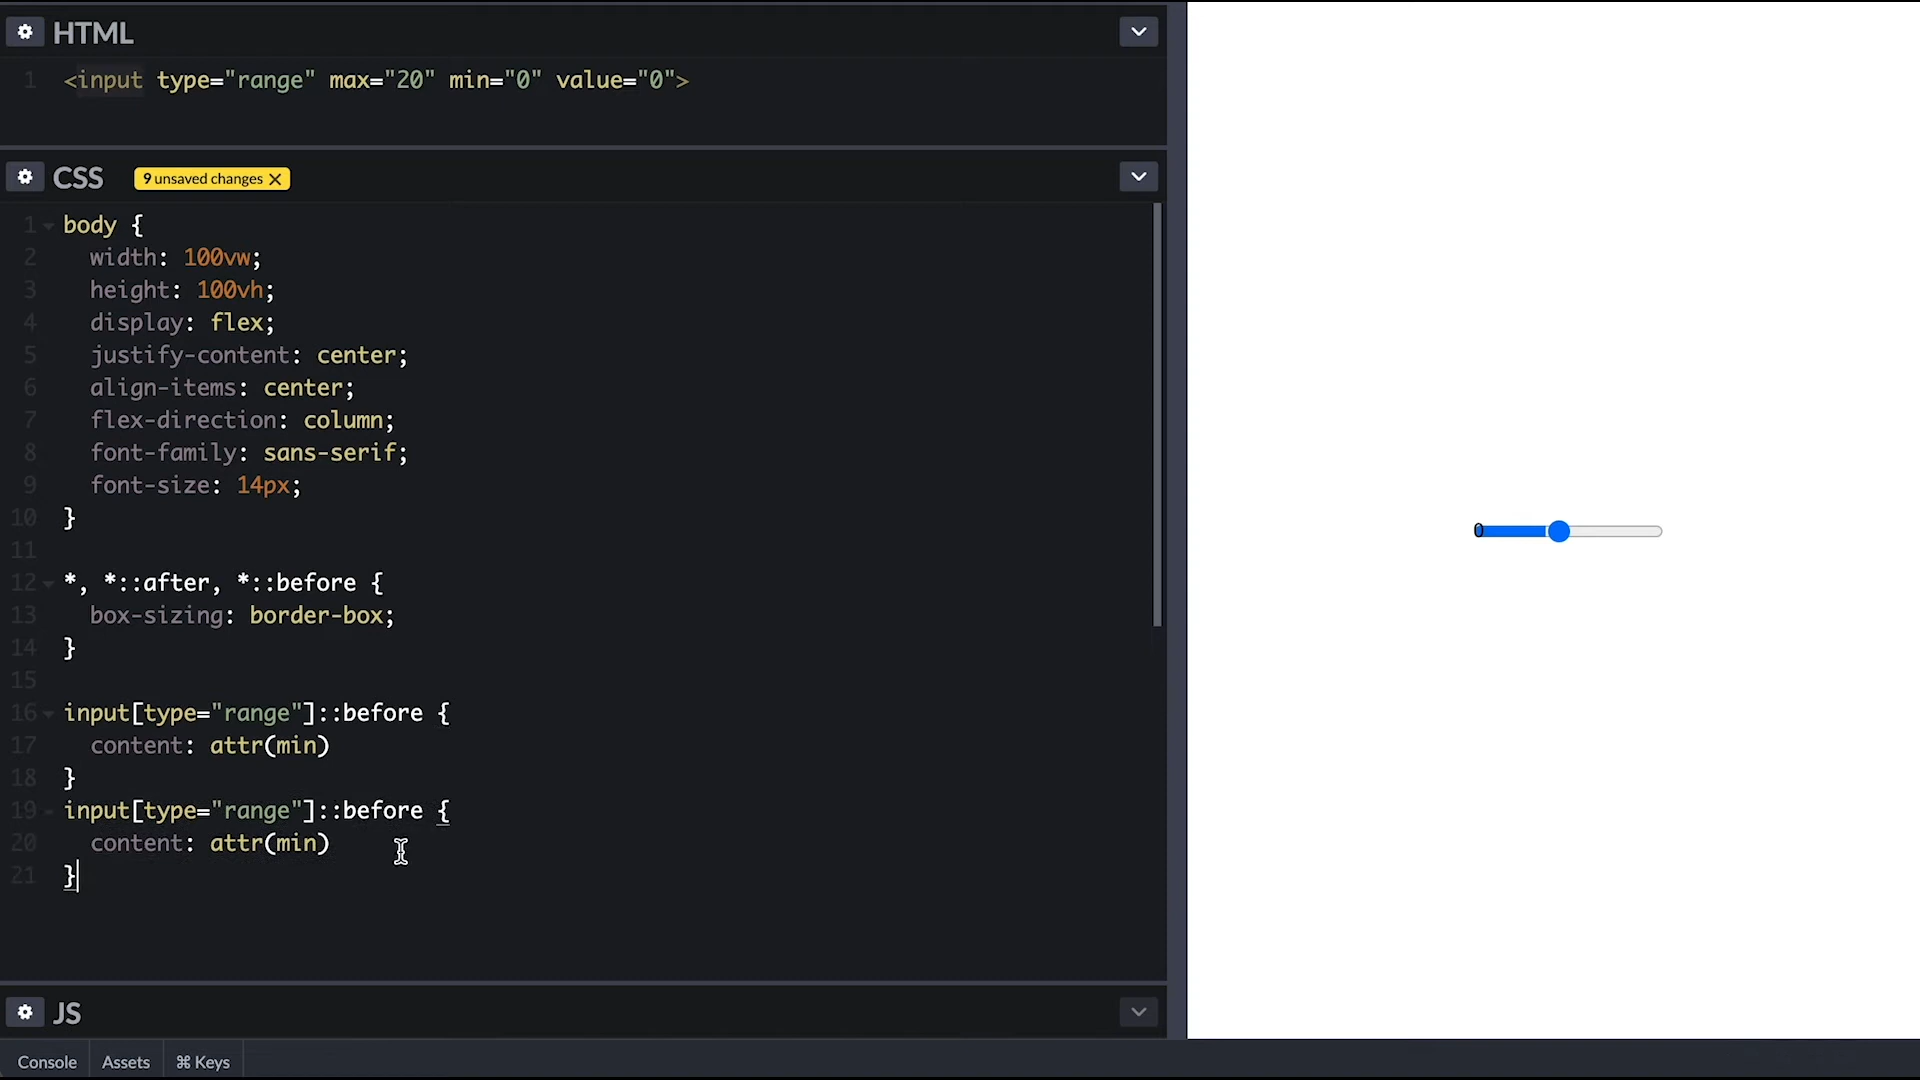 HTML
1 <input type="range" max="20" min="0" value="0">
CSS 9 unsaved changes
1 body {
2 width: 100vw;
3 height: 100vh;
4 display: flex;
5 justify-content: center;
6 align-items: center;
7 flex-direction: column;
8 font-family: sans-serif;
9 font-size: 14px;
10 }
11
12 *, *::after, *::before {
13 box-sizing: border-box;
14 }
15
16 input[type="range"]::before {
17 content: attr(min)
18 }
19 input[type="range"]::before {
20 content: attr(min)
21 }
JS
Console Assets ⌘ Keys
0